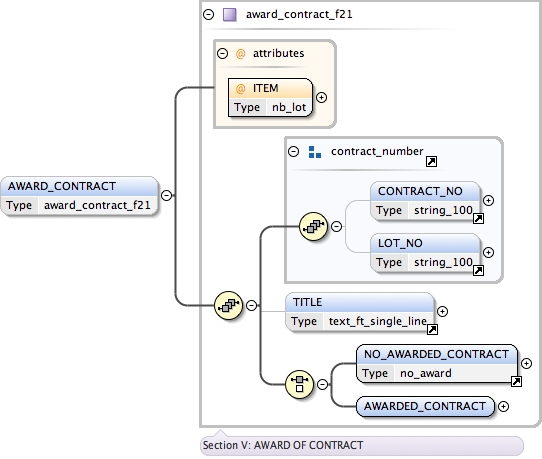 award_contract_f21
@ attributes
@ ITEM
Type nb_lot
contract_number
AWARD_CONTRACT
Type award_contract_f21
CONTRACT_NO
Type string_100
LOT_NO
Type string_100
TITLE
Type text_ft_single_line
NO_AWARDED_CONTRACT
Type no_award
AWARDED_CONTRACT
Section V: AWARD OF CONTRACT